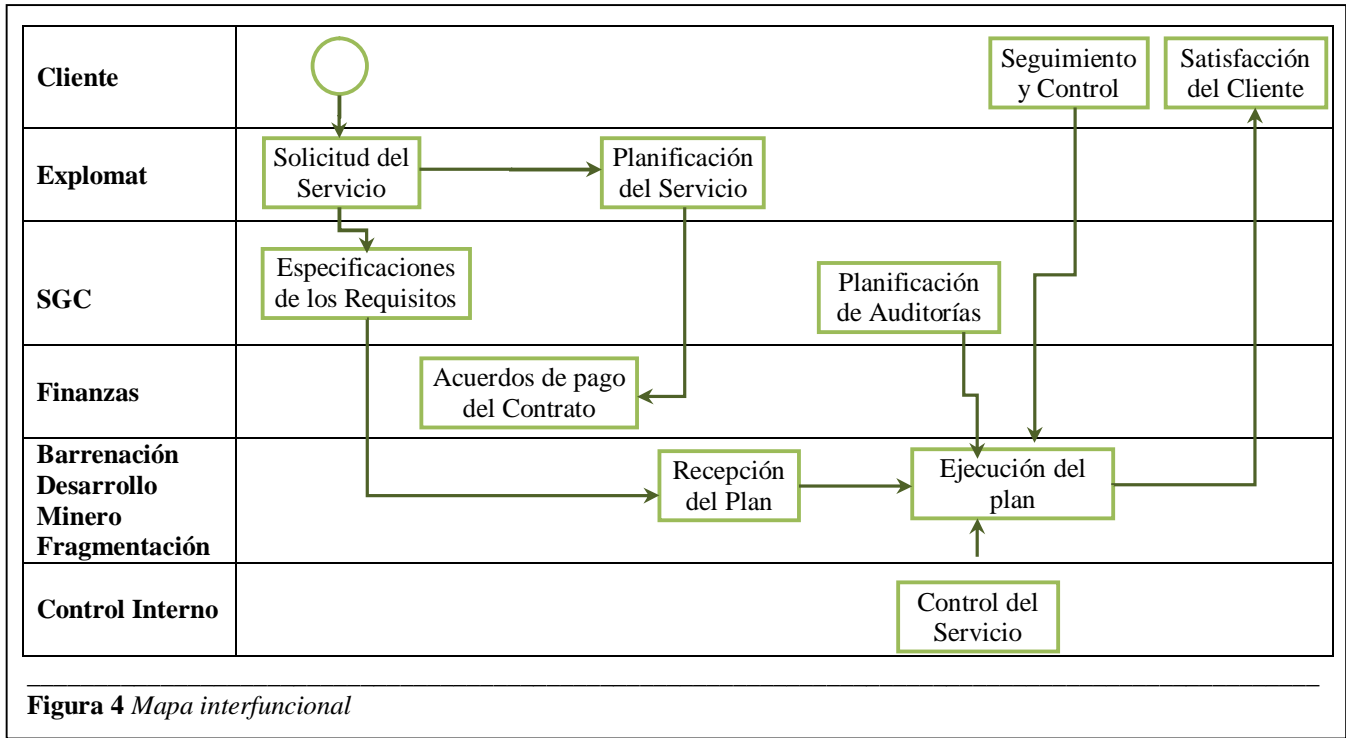 Cliente
Seguimiento
y Control
Satisfacción
del Cliente
Explomat
Solicitud del
Servicio
Planificación
del Servicio
SGC
Especificaciones
de los Requisitos
Planificación
de Auditorías
Finanzas
Acuerdos de pago
del Contrato
Barrenación
Desarrollo
Minero
Fragmentación
Recepción
del Plan
Ejecución del
plan
Control Interno
Control del
Servicio
Figura 4 Mapa interfuncional